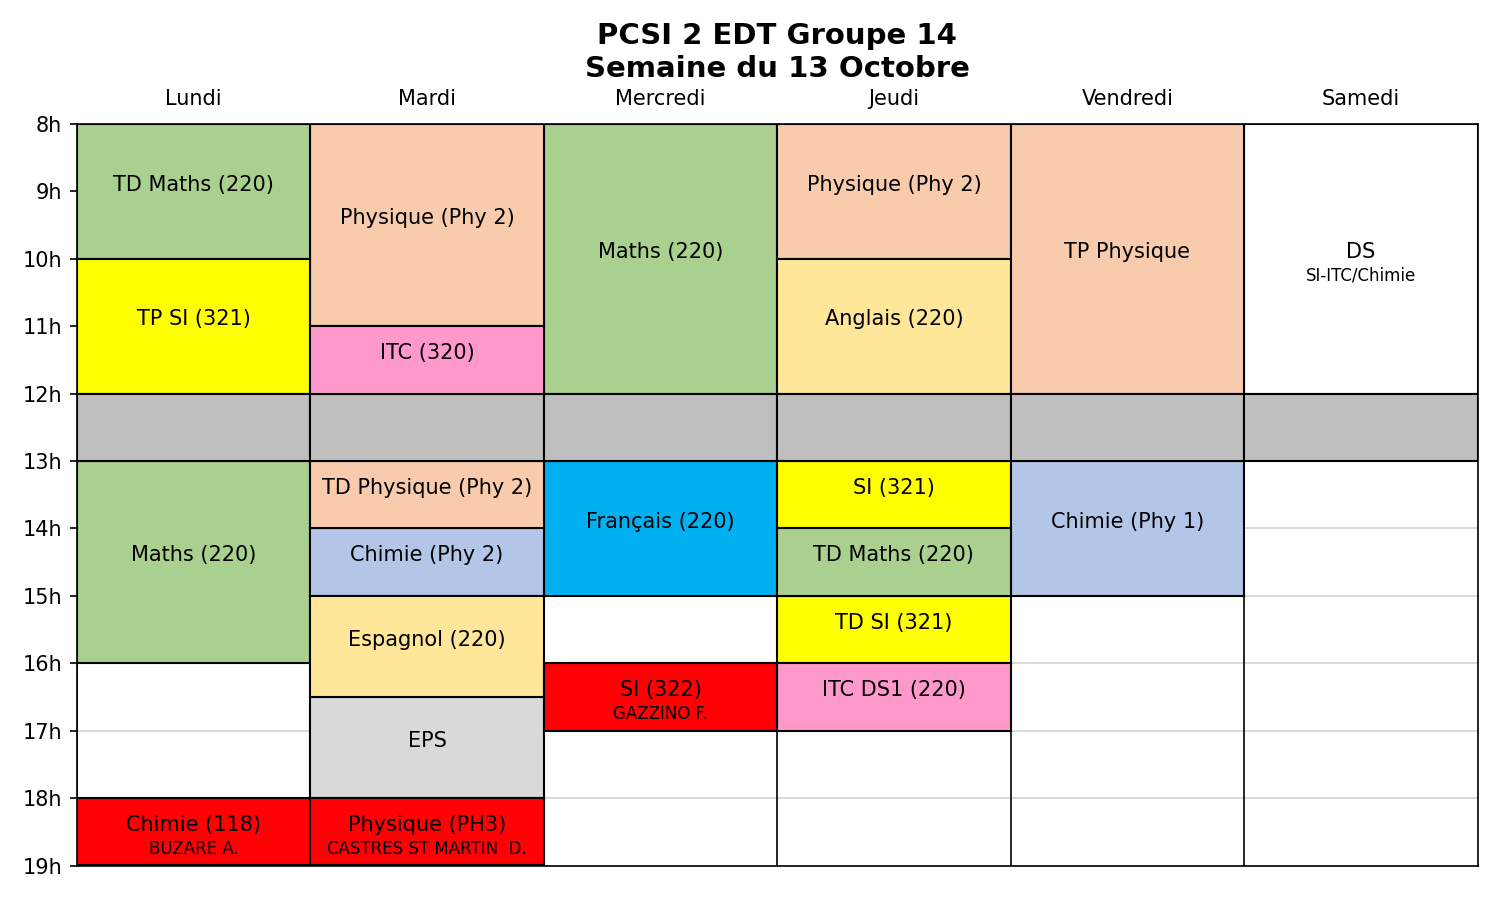 PCSI 2 EDT Groupe 14
Semaine du 13 Octobre
Lundi
Mardi
Mercredi
Jeudi
Vendredi
Samedi
8h
9h
10h
11h
12h
13h
14h
15h
16h
17h
18h
19h
TD Maths (220)
TP SI (321)
Maths (220)
Chimie (118)
BUZARE A.
Physique (Phy 2)
ITC (320)
TD Physique (Phy 2)
Chimie (Phy 2)
Espagnol (220)
EPS
Physique (PH3)
CASTRES ST MARTIN  D.
Maths (220)
Français (220)
SI (322)
GAZZINO F.
Physique (Phy 2)
Anglais (220)
SI (321)
TD Maths (220)
TD SI (321)
ITC DS1 (220)
TP Physique
Chimie (Phy 1)
DS
SI-ITC/Chimie